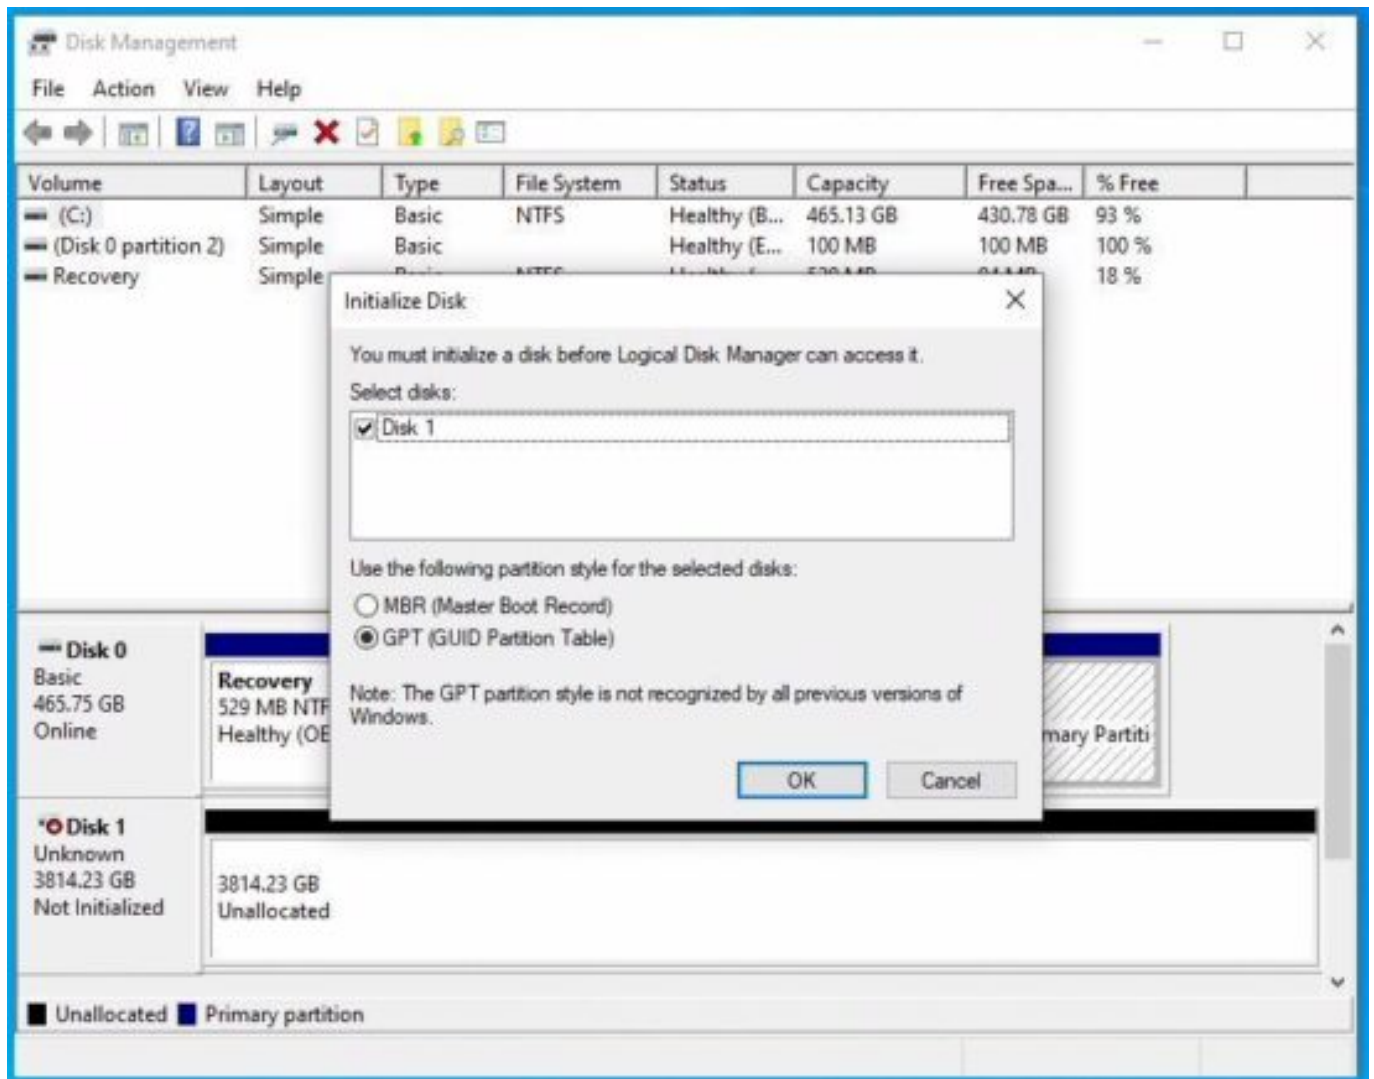 Disk Management
File Action View Help
Volume Layout Type File System Status Capacity Free Spa... % Free
(C:) Simple Basic NTFS Healthy (B... 465.13 GB 430.78 GB 93 %
(Disk 0 partition 2) Simple Basic Healthy (E... 100 MB 100 MB 100 %
Recovery Simple 18 %
Initialize Disk
You must initialize a disk before Logical Disk Manager can access it.
Select disks:
Disk 1
Use the following partition style for the selected disks:
MBR (Master Boot Record)
GPT (GUID Partition Table)
Note: The GPT partition style is not recognized by all previous versions of
Windows.
OK Cancel
Disk 0
Basic
465.75 GB
Online
Recovery
529 MB NTF
Healthy (OE
mary Partiti
Disk 1
Unknown
3814.23 GB
Not Initialized
3814.23 GB
Unallocated
Unallocated Primary partition